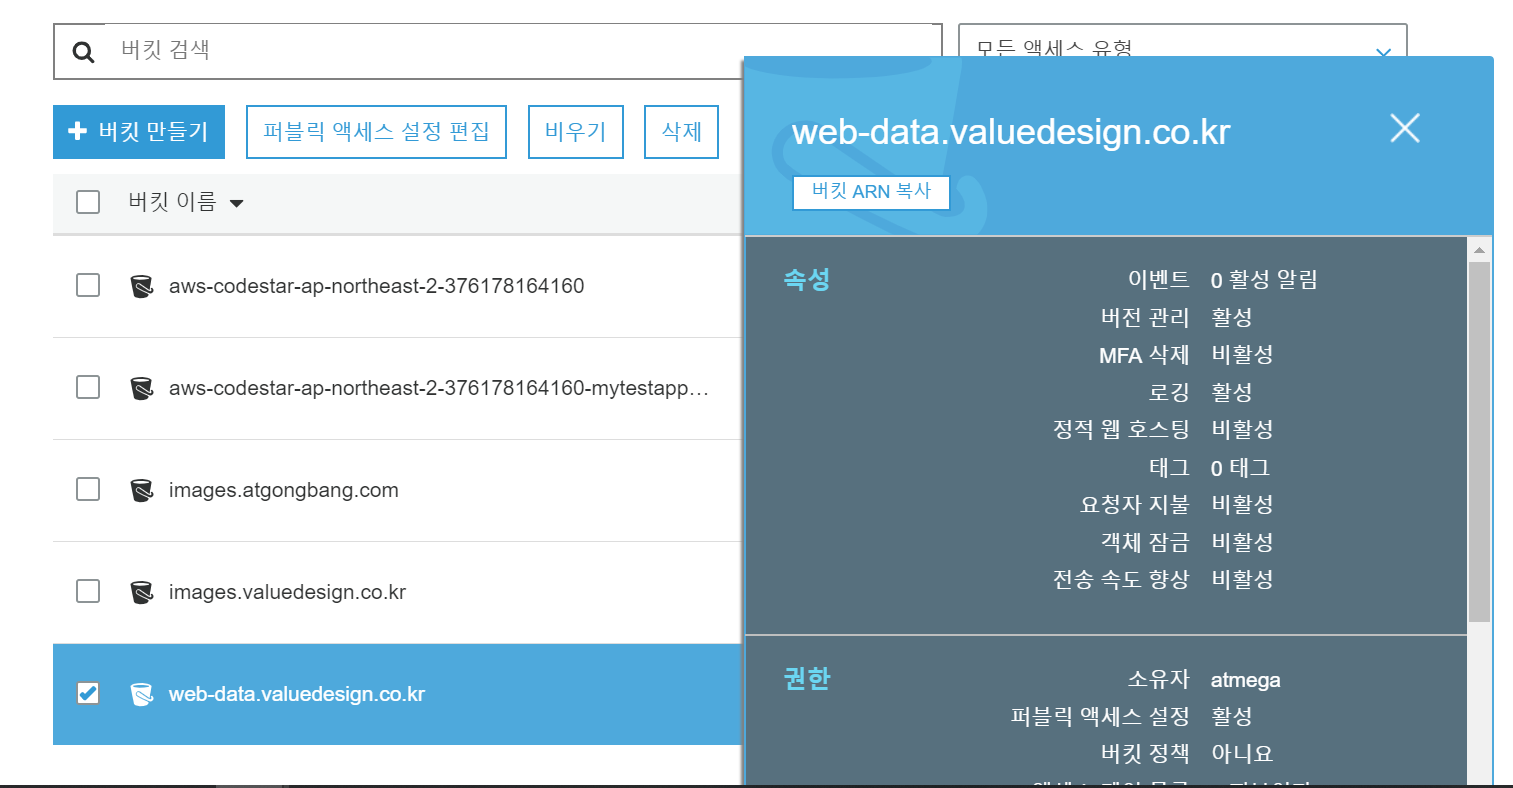 버킷 검색
모든 액세스 유형
버킷 만들기
퍼블릭 액세스 설정 편집
비우기
삭제
버킷 이름
aws-codestar-ap-northeast-2-376178164160
aws-codestar-ap-northeast-2-376178164160-mytestapp…
images.atgongbang.com
images.valuedesign.co.kr
web-data.valuedesign.co.kr
web-data.valuedesign.co.kr
버킷 ARN 복사
속성
이벤트 0 활성 알림
버전 관리 활성
MFA 삭제 비활성
로깅 활성
정적 웹 호스팅 비활성
태그 0 태그
요청자 지불 비활성
객체 잠금 비활성
전송 속도 향상 비활성
권한
소유자 atmega
퍼블릭 액세스 설정 활성
버킷 정책 아니요